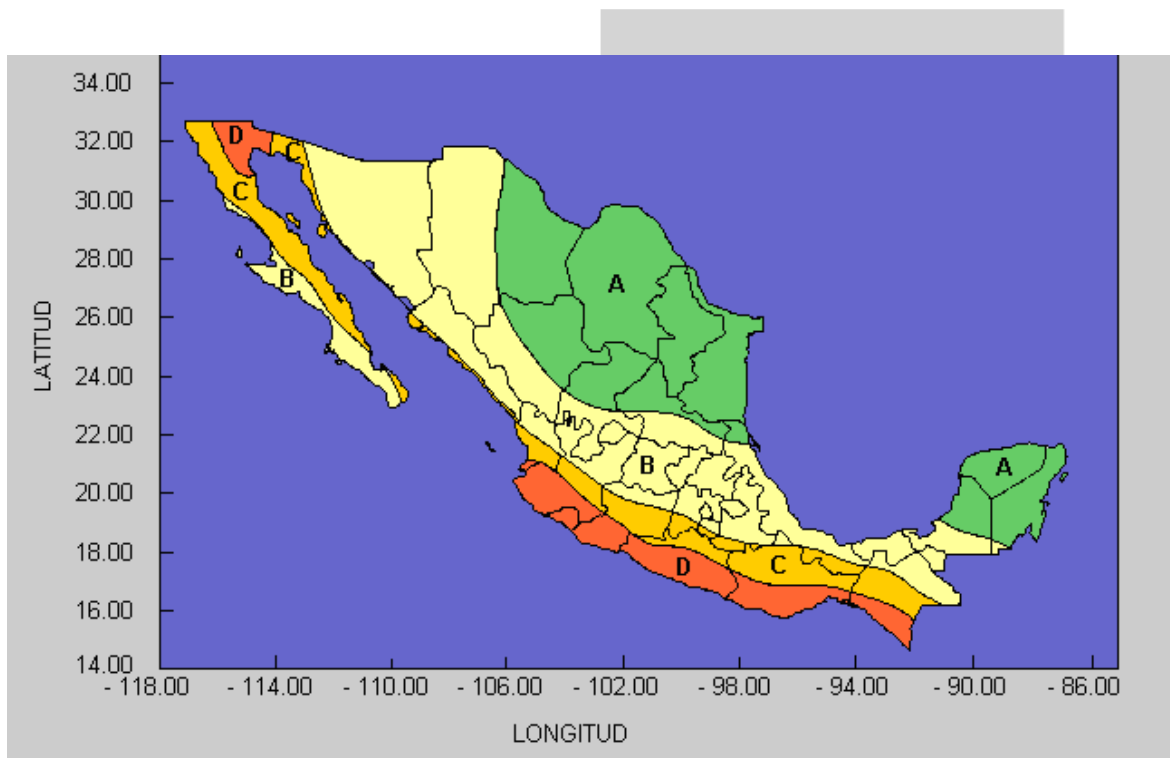 34.00
32.00
30.00
28.00
26.00
24.00
22.00
20.00
18.00
16.00
14.00
LATITUD
D
C
C
B
A
A
B
C
D
- 118.00 - 114.00 - 110.00 - 106.00 - 102.00 - 98.00 - 94.00 - 90.00 - 86.00
LONGITUD